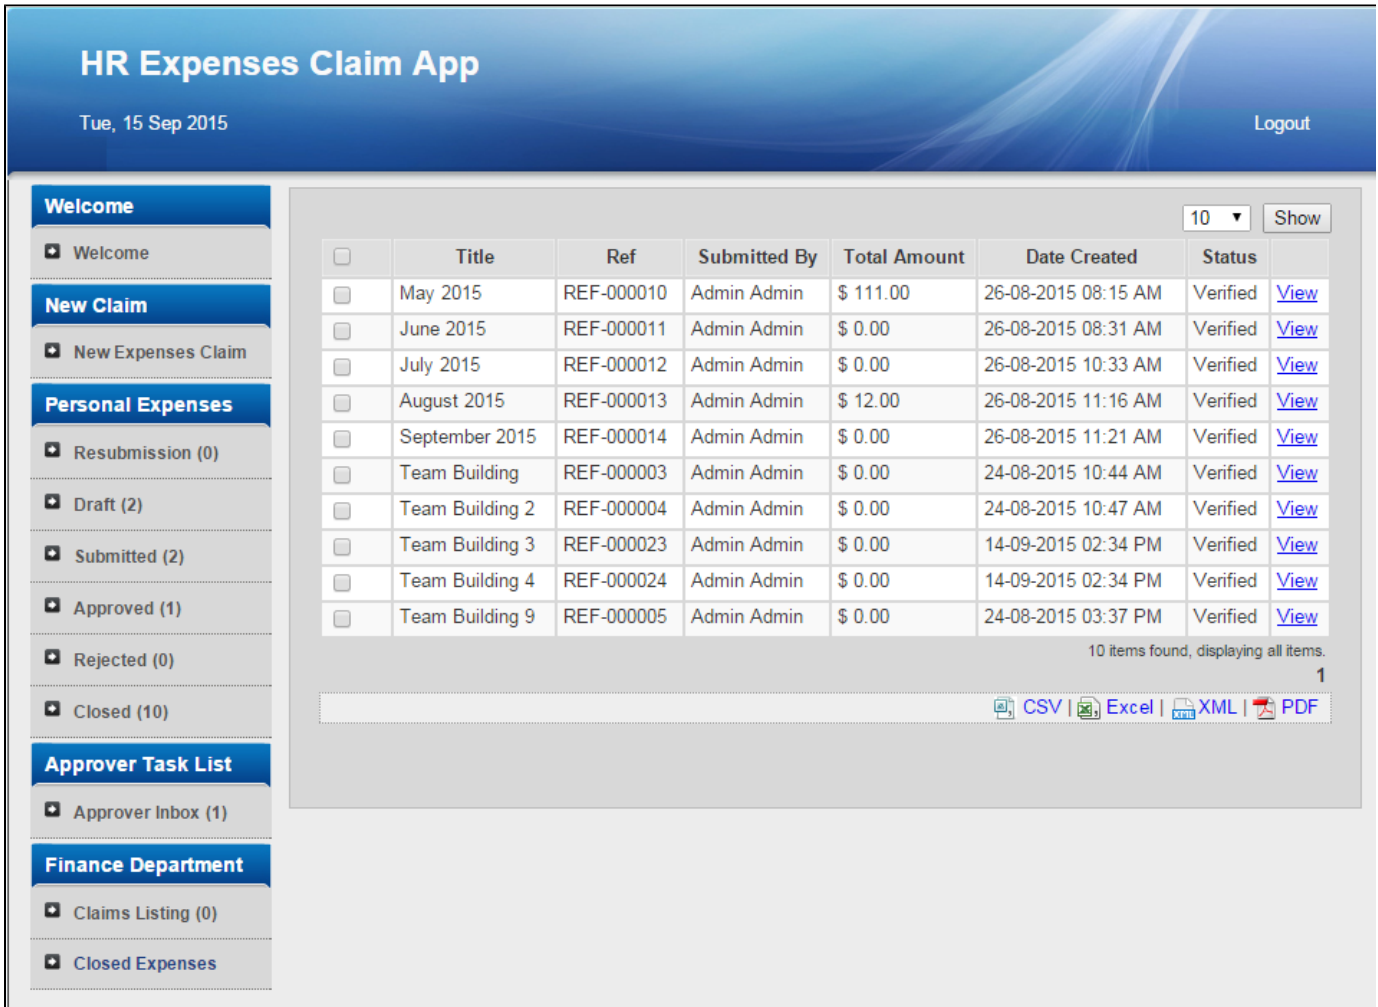 HR Expenses Claim App
Tue, 15 Sep 2015
Logout
Welcome
Welcome
New Claim
New Expenses Claim
Personal Expenses
Resubmission (0)
Draft (2)
Submitted (2)
Approved (1)
Rejected (0)
Closed (10)
Approver Task List
Approver Inbox (1)
Finance Department
Claims Listing (0)
Closed Expenses
10 Show
Title Ref Submitted By Total Amount Date Created Status
May 2015 REF-000010 Admin Admin $ 111.00 26-08-2015 08:15 AM Verified View
June 2015 REF-000011 Admin Admin $ 0.00 26-08-2015 08:31 AM Verified View
July 2015 REF-000012 Admin Admin $ 0.00 26-08-2015 10:33 AM Verified View
August 2015 REF-000013 Admin Admin $ 12.00 26-08-2015 11:16 AM Verified View
September 2015 REF-000014 Admin Admin $ 0.00 26-08-2015 11:21 AM Verified View
Team Building REF-000003 Admin Admin $ 0.00 24-08-2015 10:44 AM Verified View
Team Building 2 REF-000004 Admin Admin $ 0.00 24-08-2015 10:47 AM Verified View
Team Building 3 REF-000023 Admin Admin $ 0.00 14-09-2015 02:34 PM Verified View
Team Building 4 REF-000024 Admin Admin $ 0.00 14-09-2015 02:34 PM Verified View
Team Building 9 REF-000005 Admin Admin $ 0.00 24-08-2015 03:37 PM Verified View
10 items found, displaying all items.
1
CSV | Excel | XML | PDF